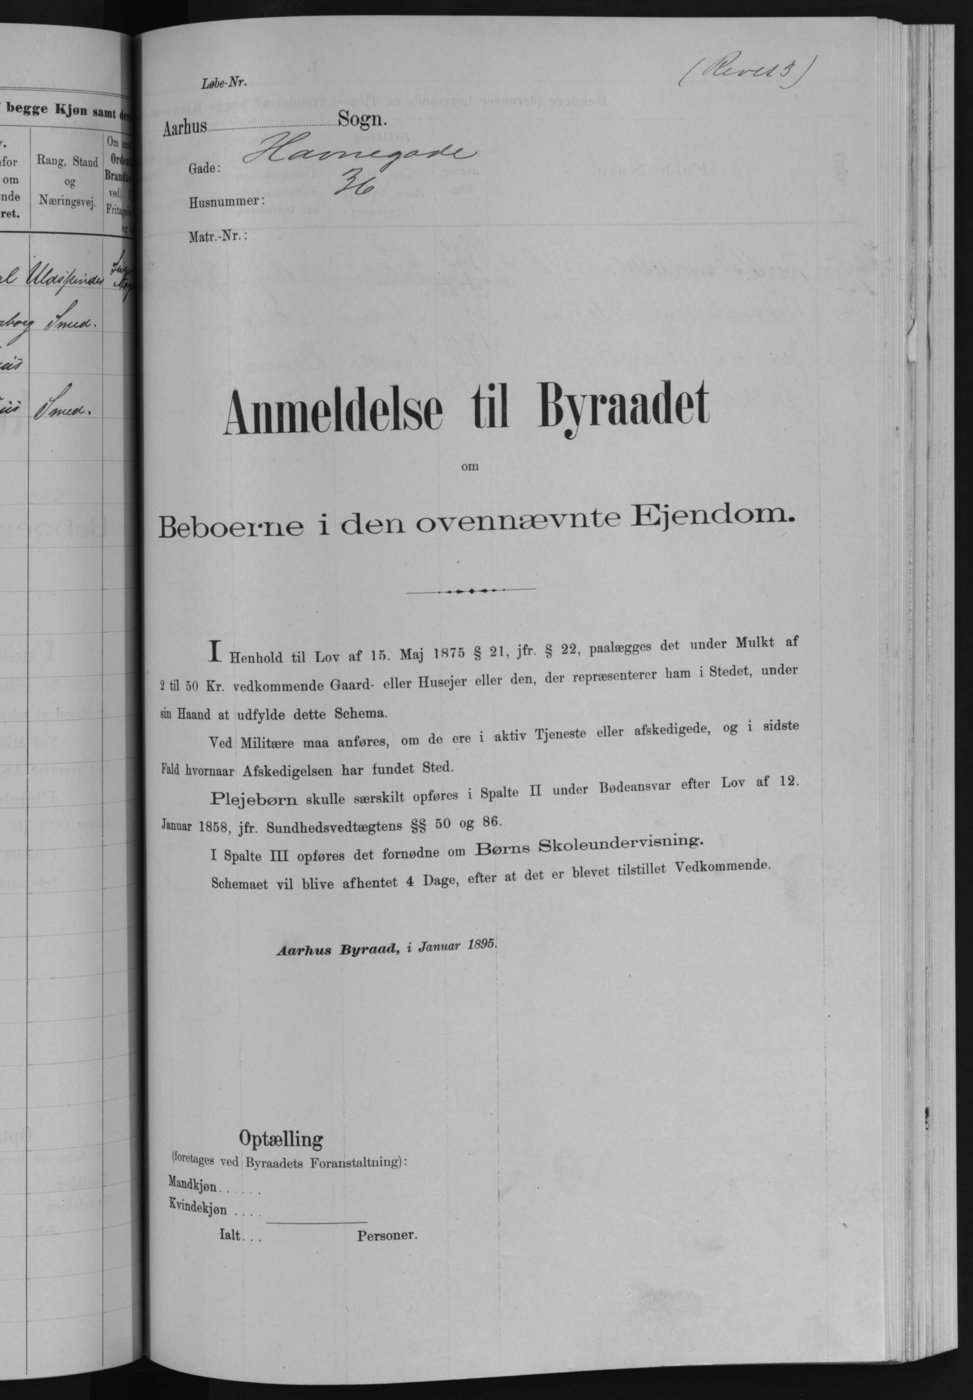 begge Kjøn samt
Rang, Stand
og
Næringsvej.
Om
Uldspinder
Smed.
Smed.
Løbe-Nr.
Aarhus Sogn.
Gade: Havnegade
Husnummer: 36
Matr.-Nr.:
Anmeldelse til Byraadet
om
Beboerne i den ovennævnte Ejendom.
I Henhold til Lov af 15. Maj 1875 § 21, jfr. § 22, paalægges det under Mulkt af
2 til 50 Kr. vedkommende Gaard- eller Husejer eller den, der repræsenterer ham i Stedet, under
sin Haand at udfylde dette Schema.
Ved Militære maa anføres, om de ere i aktiv Tjeneste eller afskedigede, og i sidste
Fald hvornaar Afskedigelsen har fundet Sted.
Plejebørn skulle særskilt opføres i Spalte II under Bødeansvar efter Lov af 12.
Januar 1858, jfr. Sundhedsvedtægtens §§ 50 og 86.
I Spalte III opføres det fornødne om Børns Skoleundervisning.
Schemaet vil blive afhentet 4 Dage, efter at det er blevet tilstillet Vedkommende.
Aarhus Byraad, i Januar 1895.
Optælling
(foretages ved Byraadets Foranstaltning):
Mandkjøn......
Kvindekjøn ....
Ialt... Personer.